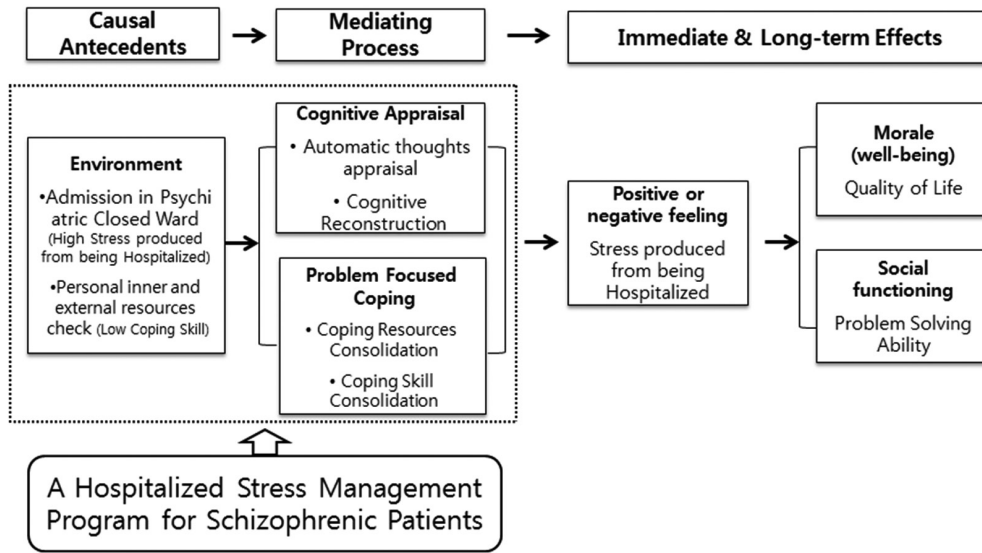 Causal
Antecedents
Mediating
Process
Immediate & Long-term Effects
Environment
•Admission in Psychi
atric Closed Ward
(High Stress produced
from being Hospitalized)
•Personal inner and
external resources
check (Low Coping Skill)
Cognitive Appraisal
• Automatic thoughts
appraisal
• Cognitive
Reconstruction
Problem Focused
Coping
• Coping Resources
Consolidation
• Coping Skill
Consolidation
Positive or
negative feeling
Stress produced
from being
Hospitalized
Morale
(well-being)
Quality of Life
Social
functioning
Problem Solving
Ability
A Hospitalized Stress Management
Program for Schizophrenic Patients